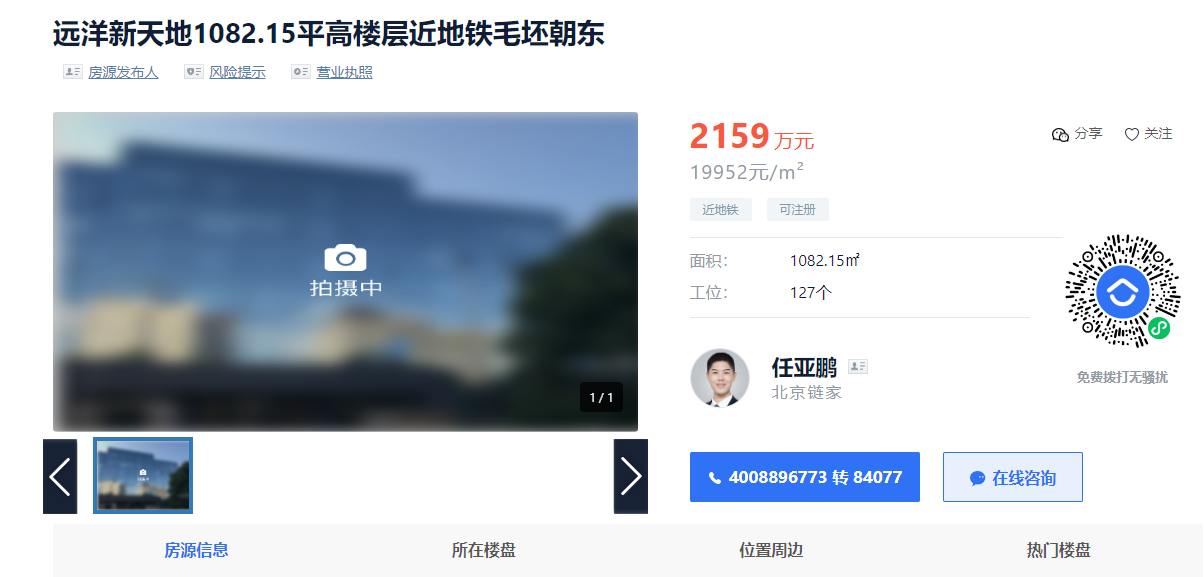 远洋新天地1082.15平高楼层近地铁毛坯朝东
房源发布人 风险提示 营业执照
2159万元
分享 关注
19952元/m²
近地铁 可注册
拍摄中
面积： 1082.15㎡
工位： 127个
1 / 1
任亚鹏
北京链家
免费拨打无骚扰
4008896773 转 84077
在线咨询
房源信息 所在楼盘 位置周边 热门楼盘